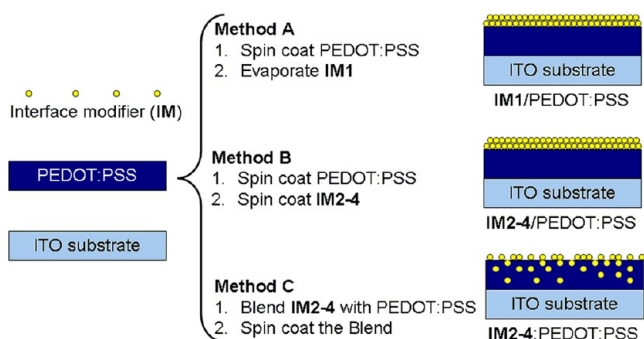 Interface modifier (IM)
PEDOT:PSS
ITO substrate
Method A
1. Spin coat PEDOT:PSS
2. Evaporate IM1
ITO substrate
IM1/PEDOT:PSS
Method B
1. Spin coat PEDOT:PSS
2. Spin coat IM2-4
ITO substrate
IM2-4/PEDOT:PSS
Method C
1. Blend IM2-4 with PEDOT:PSS
2. Spin coat the Blend
ITO substrate
IM2-4:PEDOT:PSS